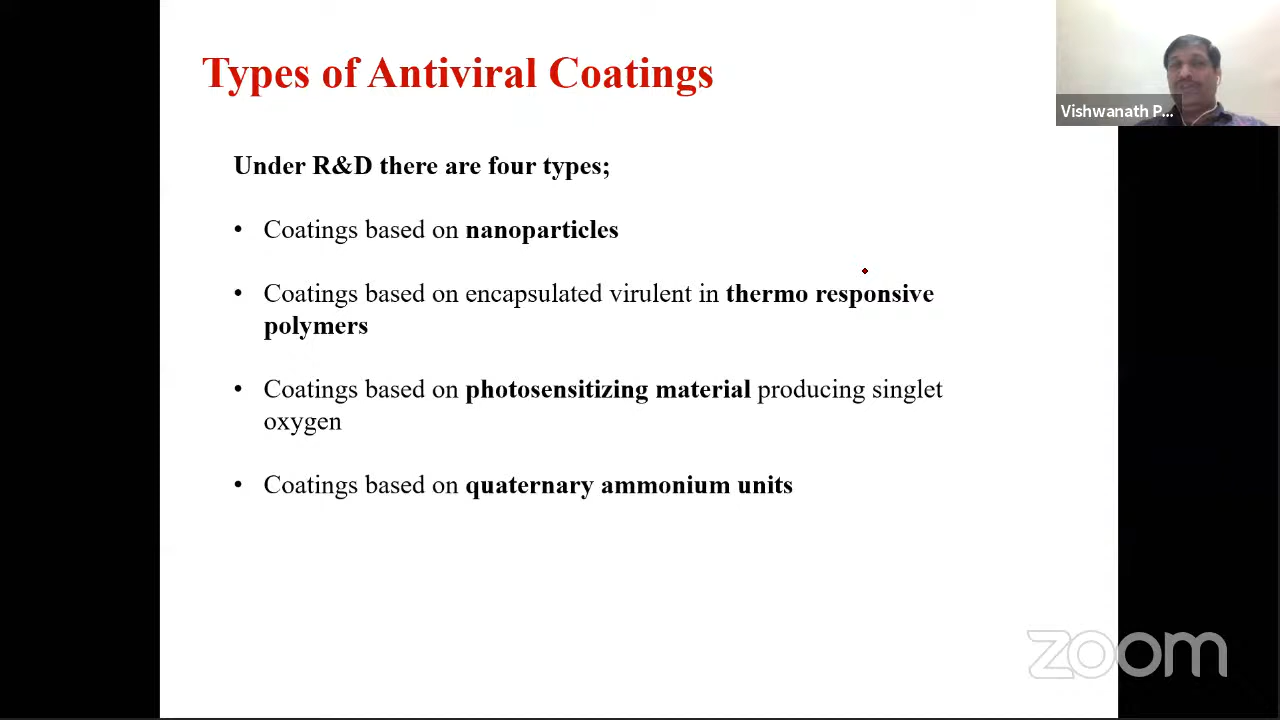 Types of Antiviral Coatings
Vishwanath P...
Under R&D there are four types;
• Coatings based on nanoparticles
• Coatings based on encapsulated virulent in thermo responsive
polymers
• Coatings based on photosensitizing material producing singlet
oxygen
• Coatings based on quaternary ammonium units
zoom